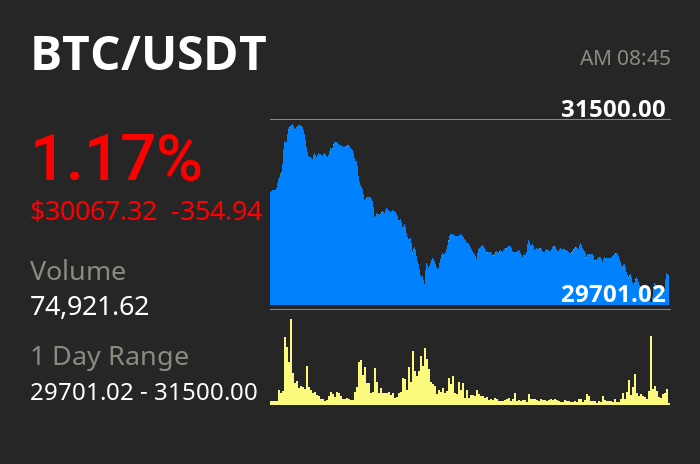 BTC/USDT
AM 08:45
31500.00
1.17%
$30067.32 -354.94
Volume
74,921.62
29701.02
1 Day Range
29701.02 - 31500.00